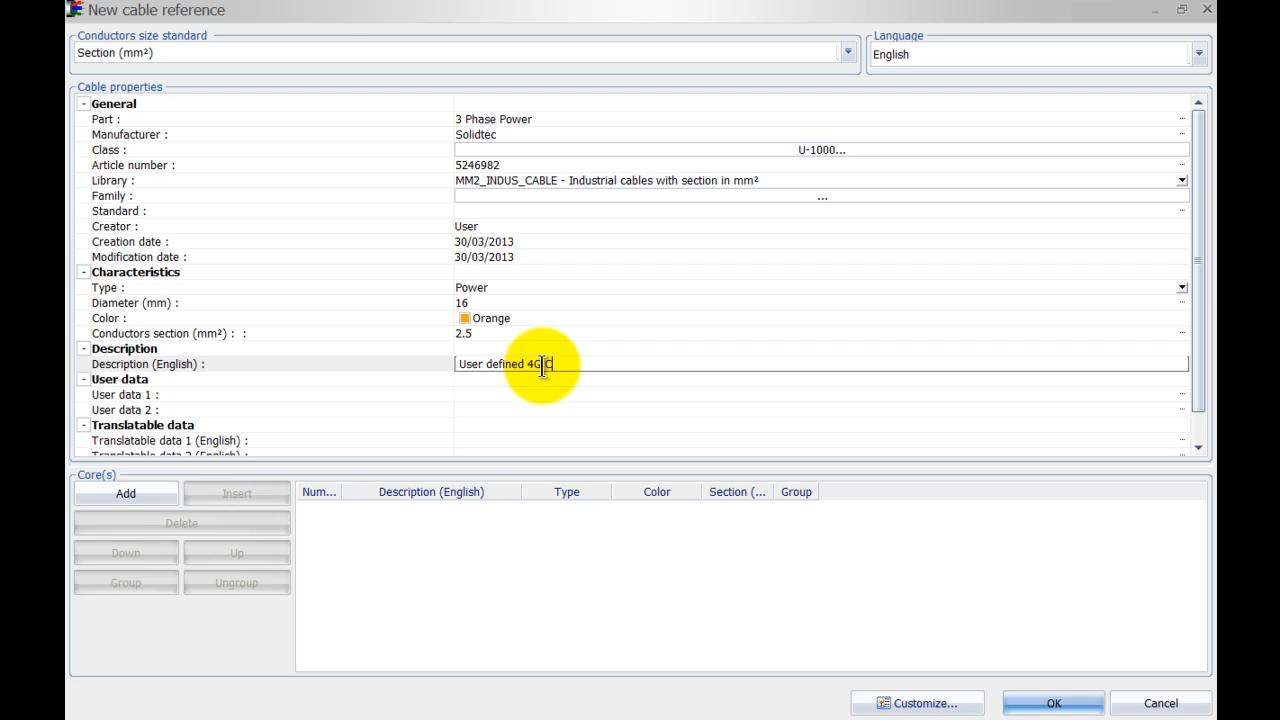 New cable reference
Conductors size standard
Section (mm²)
Language
English
Cable properties
General
Part : 3 Phase Power
Manufacturer : Solidtec
Class : U-1000...
Article number : 5246982
Library : MM2_INDUS_CABLE - Industrial cables with section in mm²
Family : ...
Standard :
Creator : User
Creation date : 30/03/2013
Modification date : 30/03/2013
Characteristics
Type : Power
Diameter (mm) : 16
Color : Orange
Conductors section (mm²) : : 2.5
Description
Description (English) : User defined 4G C
User data
User data 1 :
User data 2 :
Translatable data
Translatable data 1 (English) :
Core(s)
Add Insert
Delete
Down Up
Group Ungroup
Num... Description (English) Type Color Section (... Group
Customize... OK Cancel